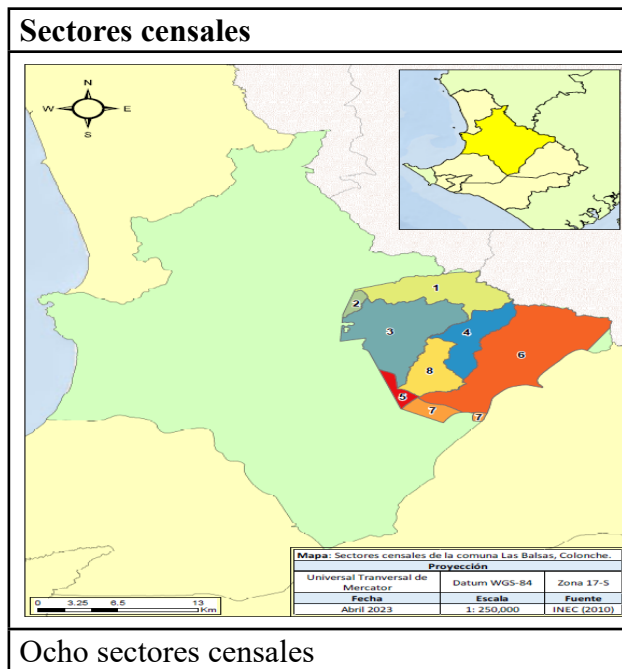 Sectores censales
N
W E
S
1
2
3
4
6
8
5
7
7
Mapa: Sectores censales de la comuna Las Balsas, Colonche.
Proyección
Universal Tranversal de Mercator Datum WGS-84 Zona 17-S
Fecha Escala Fuente
Abril 2023 1: 250,000 INEC (2010)
0 3.25 6.5 13
Km
Ocho sectores censales